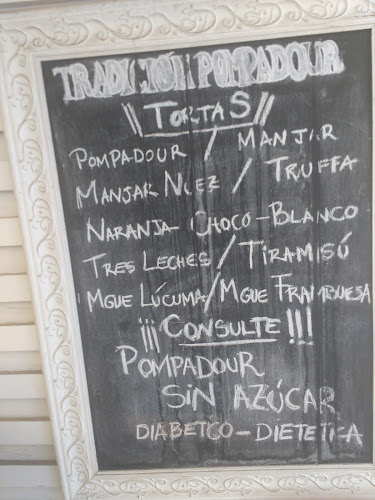 TRADICIÓN POMPADOUR
\\ TORTAS //
POMPADOUR / MANJAR
MANJAR NUEZ / TRUFFA
NARANJA CHOCO-BLANCO
TRES LECHES / TIRAMISÚ
MGUE LÚCUMA / MGUE FRAMBUESA
¡¡¡ CONSULTE !!!
POMPADOUR
SIN AZÚCAR
DIABETCO - DIETETICA